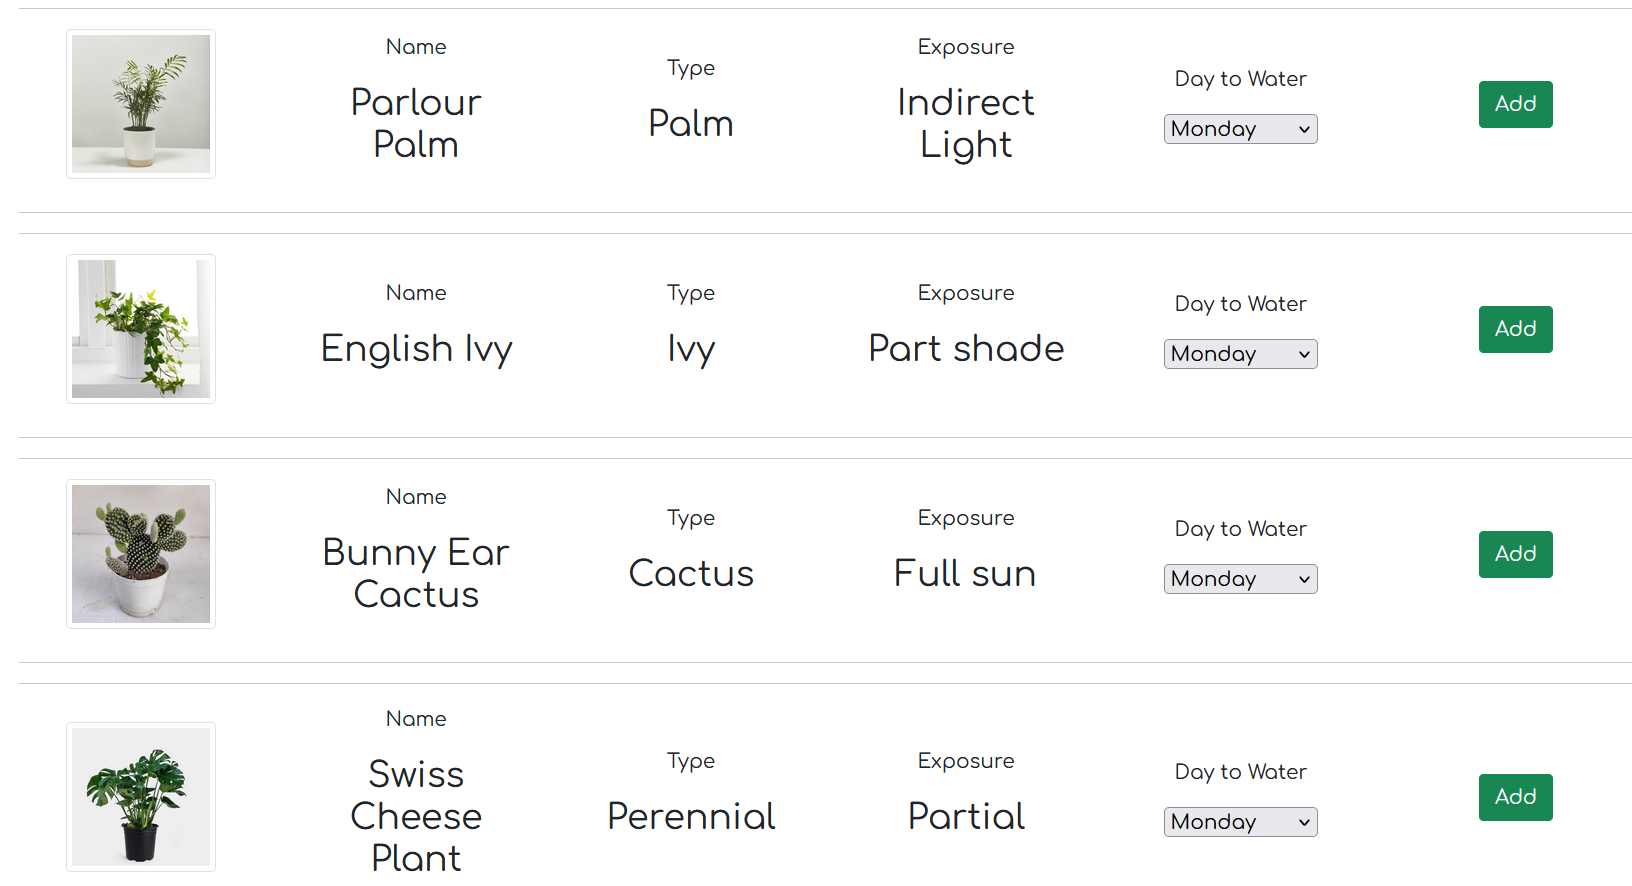 Name
Parlour
Palm
Type
Palm
Exposure
Indirect
Light
Day to Water
Monday
Add
Name
English Ivy
Type
Ivy
Exposure
Part shade
Day to Water
Monday
Add
Name
Bunny Ear
Cactus
Type
Cactus
Exposure
Full sun
Day to Water
Monday
Add
Name
Swiss
Cheese
Plant
Type
Perennial
Exposure
Partial
Day to Water
Monday
Add